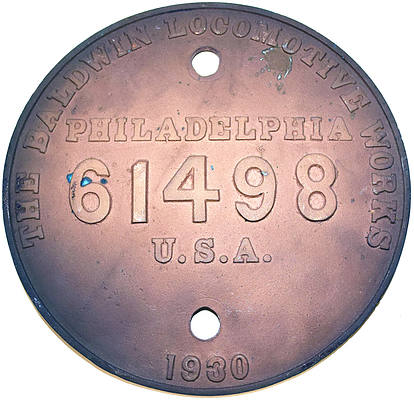 THE BALDWIN LOCOMOTIVE WORKS
PHILADELPHIA
61498
U.S.A.
1930